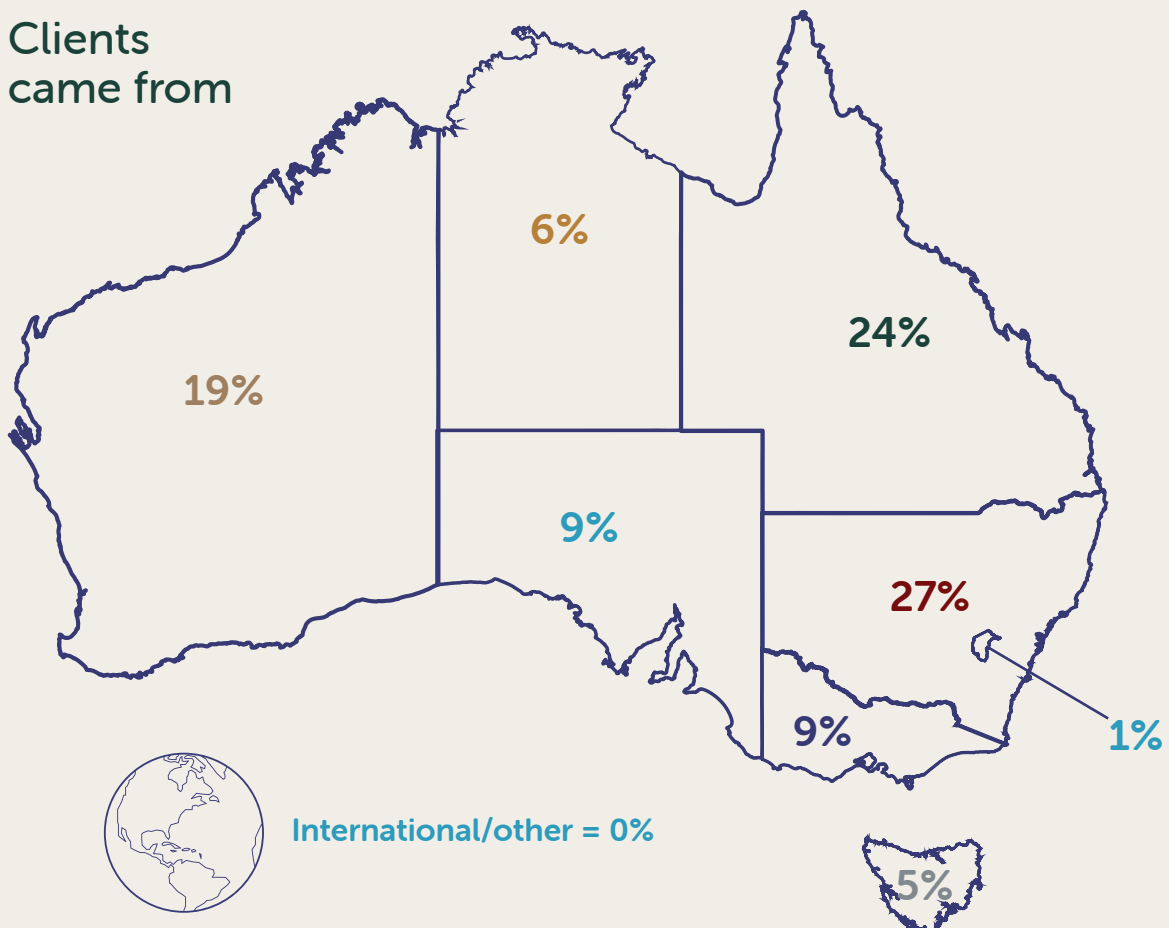 Clients
came from
6%
24%
19%
9%
27%
9%
1%
International/other = 0%
5%